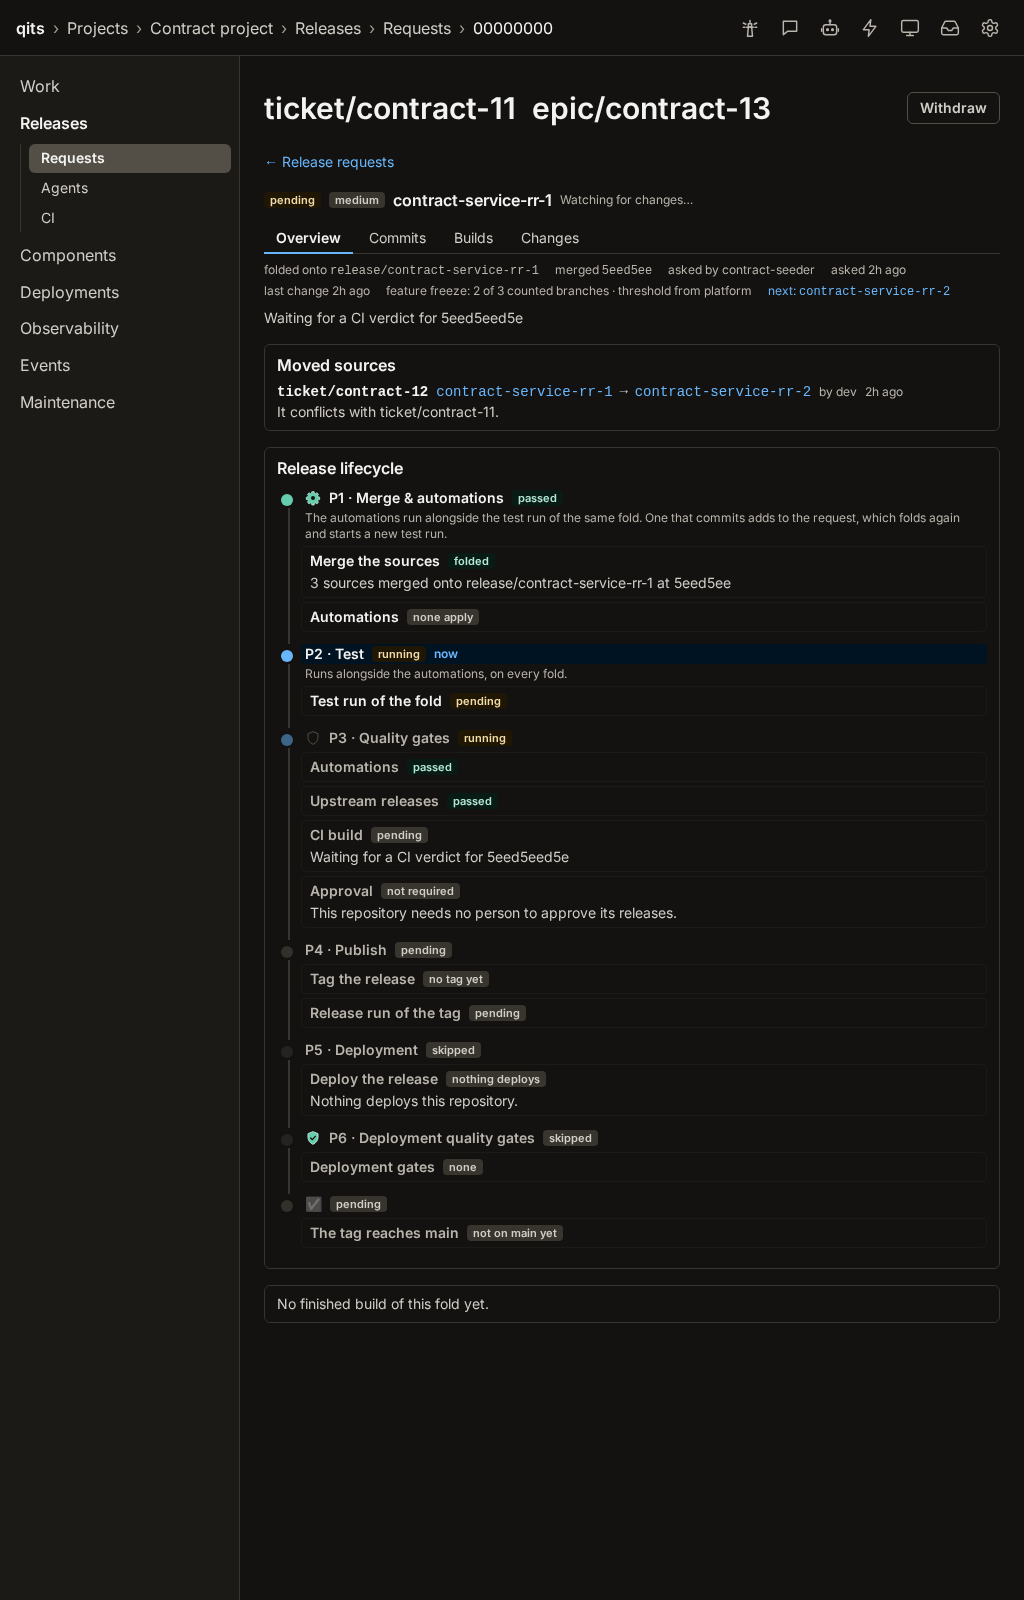 qits › Projects › Contract project › Releases › Requests › 00000000
Work
Releases
Requests
Agents
CI
Components
Deployments
Observability
Events
Maintenance
ticket/contract-11 epic/contract-13
Withdraw
← Release requests
pending medium contract-service-rr-1 Watching for changes...
Overview Commits Builds Changes
folded onto release/contract-service-rr-1 merged 5eed5ee asked by contract-seeder asked 2h ago
last change 2h ago feature freeze: 2 of 3 counted branches · threshold from platform next: contract-service-rr-2
Waiting for a CI verdict for 5eed5eed5e
Moved sources
ticket/contract-12 contract-service-rr-1 → contract-service-rr-2 by dev 2h ago
It conflicts with ticket/contract-11.
Release lifecycle
P1 · Merge & automations passed
The automations run alongside the test run of the same fold. One that commits adds to the request, which folds again
and starts a new test run.
Merge the sources folded
3 sources merged onto release/contract-service-rr-1 at 5eed5ee
Automations none apply
P2 · Test running now
Runs alongside the automations, on every fold.
Test run of the fold pending
P3 · Quality gates running
Automations passed
Upstream releases passed
CI build pending
Waiting for a CI verdict for 5eed5eed5e
Approval not required
This repository needs no person to approve its releases.
P4 · Publish pending
Tag the release no tag yet
Release run of the tag pending
P5 · Deployment skipped
Deploy the release nothing deploys
Nothing deploys this repository.
P6 · Deployment quality gates skipped
Deployment gates none
pending
The tag reaches main not on main yet
No finished build of this fold yet.